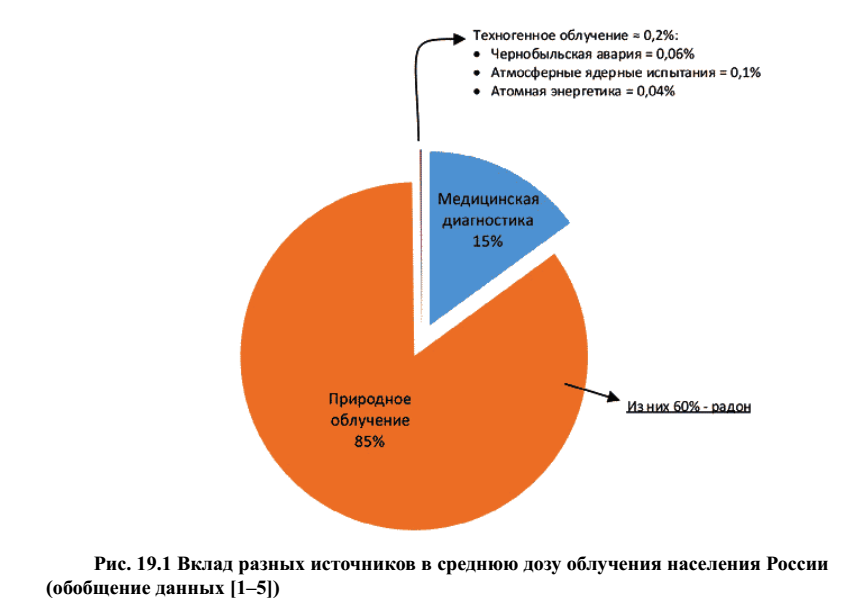 Техногенное облучение ≈ 0,2%:
• Чернобыльская авария = 0,06%
• Атмосферные ядерные испытания = 0,1%
• Атомная энергетика = 0,04%
Медицинская
диагностика
15%
Природное
облучение
85%
Из них 60% - радон
Рис. 19.1 Вклад разных источников в среднюю дозу облучения населения России
(обобщение данных [1–5])